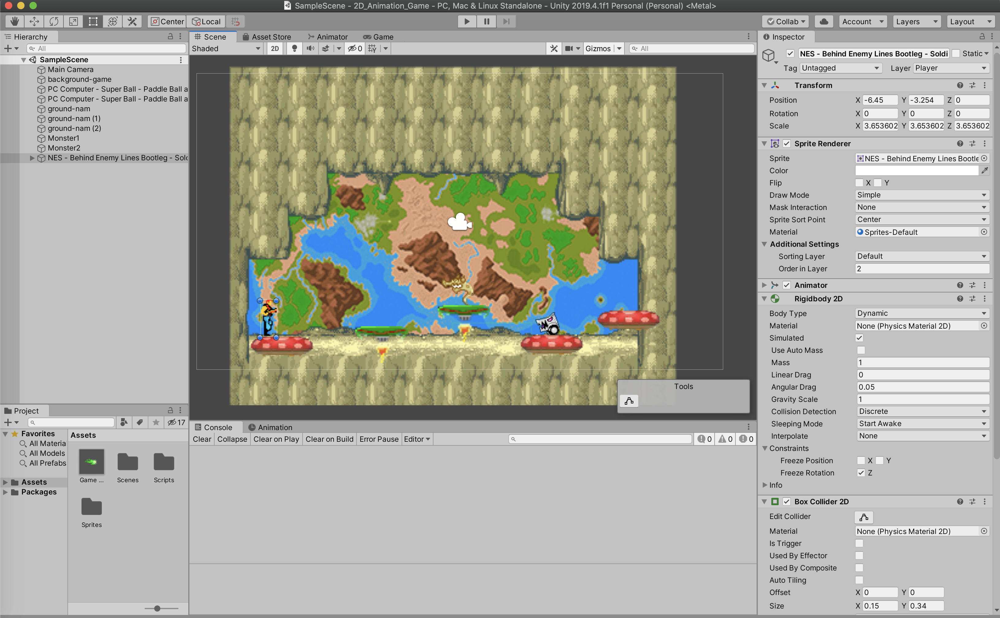 SampleScene - 2D_Animation_Game - PC, Mac & Linux Standalone - Unity 2019.4.1f1 Personal (Personal) <Metal>
Center Local Collab Account Layers Layout
Hierarchy
All
SampleScene
Main Camera
background-game
PC Computer - Super Ball - Paddle Ball a
PC Computer - Super Ball - Paddle Ball a
ground-nam
ground-nam (1)
ground-nam (2)
Monster1
Monster2
NES - Behind Enemy Lines Bootleg - Sold
Scene Asset Store Animator Game
Shaded 2D 0 Gizmos All
Tools
Project
17
Favorites
All Materia
All Models
All Prefabs
Assets
Packages
Assets
Game ...
Scenes
Scripts
Sprites
Console Animation
Clear Collapse Clear on Play Clear on Build Error Pause Editor 0 0 0
Inspector
NES - Behind Enemy Lines Bootleg - Soldi Static
Tag Untagged Layer Player
Transform
Position X -6.45 Y -3.254 Z 0
Rotation X 0 Y 0 Z 0
Scale X 3.653602 Y 3.653602 Z 3.653602
Sprite Renderer
Sprite NES - Behind Enemy Lines Bootle
Color
Flip X Y
Draw Mode Simple
Mask Interaction None
Sprite Sort Point Center
Material Sprites-Default
Additional Settings
Sorting Layer Default
Order in Layer 2
Animator
Rigidbody 2D
Body Type Dynamic
Material None (Physics Material 2D)
Simulated
Use Auto Mass
Mass 1
Linear Drag 0
Angular Drag 0.05
Gravity Scale 1
Collision Detection Discrete
Sleeping Mode Start Awake
Interpolate None
Constraints
Freeze Position X Y
Freeze Rotation Z
Info
Box Collider 2D
Edit Collider
Material None (Physics Material 2D)
Is Trigger
Used By Effector
Used By Composite
Auto Tiling
Offset X 0 Y 0
Size X 0.15 Y 0.34